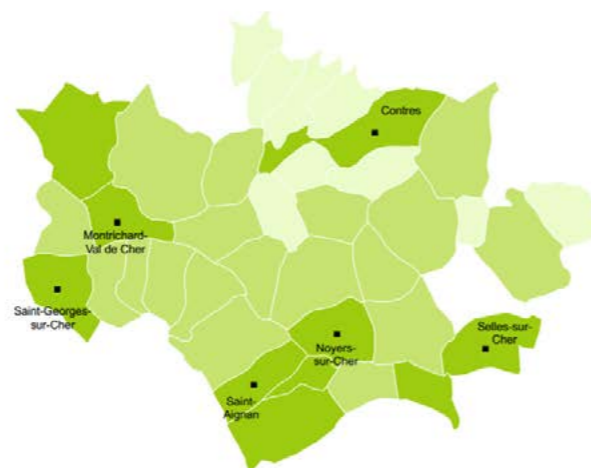 Contres
Montrichard-
Val de Cher
Saint-Georges-
sur-Cher
Selles-sur-
Cher
Noyers-
sur-Cher
Saint-
Aignan